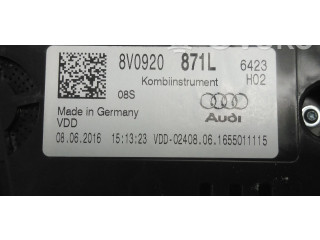 8V0920 871L 6423
Kombiinstrument H02
08S
Made in Germany
VDD Audi
08.06.2016 15:13:23 VDD-02408.06.1655011115